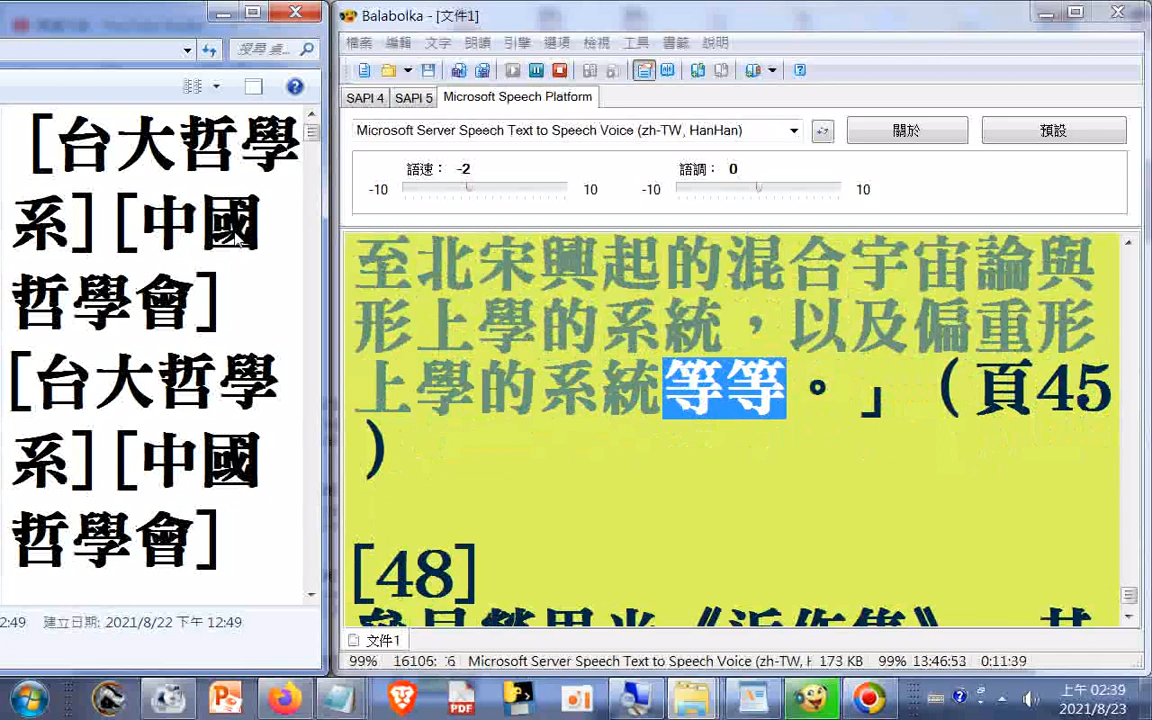 搜尋 桌...
[台大哲學
系][中國
哲學會]
[台大哲學
系][中國
哲學會]
2:49 建立日期: 2021/8/22 下午 12:49
Balabolka - [文件1]
檔案 編輯 文字 朗讀 引擎 選項 檢視 工具 書籤 說明
SAPI 4 SAPI 5 Microsoft Speech Platform
Microsoft Server Speech Text to Speech Voice (zh-TW, HanHan) 關於 預設
語速： -2 語調： 0
-10 10 -10 10
至北宋興起的混合宇宙論與
形上學的系統，以及偏重形
上學的系統等等。」（頁45
）
[48]
文件1
99% 16105: :6 Microsoft Server Speech Text to Speech Voice (zh-TW, H 173 KB 99% 13:46:53 0:11:39
PDF
上午 02:39
2021/8/23